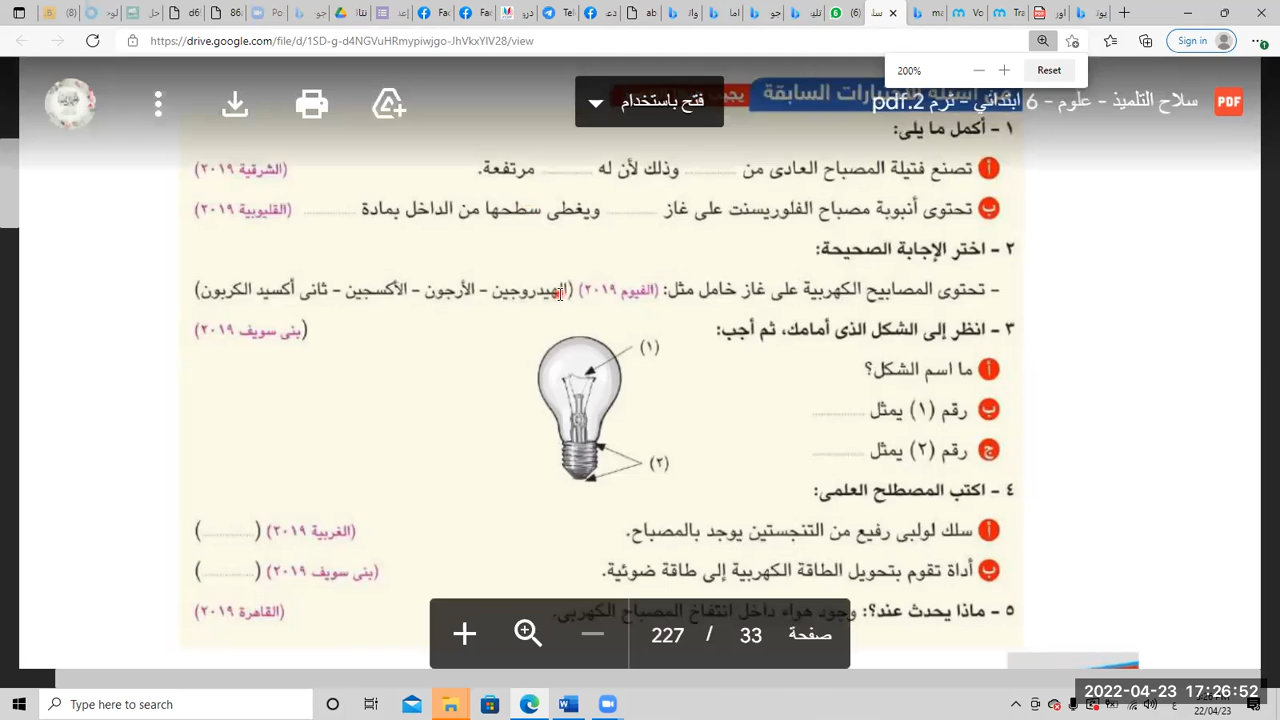 https://drive.google.com/file/d/1SD-g-d4NGVuHRmypiwjgo-JhVkxYlV28/view
Sign in
200%
Reset
سلاح التلميذ - علوم - 6 ابتدائي - ترم 2.pdf
PDF
فتح باستخدام
١ - أكمل ما يلى:
أ تصنع فتيلة المصباح العادى من ............ وذلك لأن له ............ مرتفعة. (الشرقية ٢٠١٩)
ب تحتوى أنبوبة مصباح الفلوريسنت على غاز ............ ويغطى سطحها من الداخل بمادة ............ (القليوبية ٢٠١٩)
٢ - اختر الإجابة الصحيحة:
- تحتوى المصابيح الكهربية على غاز خامل مثل: (الفيوم ٢٠١٩) (الهيدروجين - الأرجون - الأكسجين - ثانى أكسيد الكربون)
٣ - انظر إلى الشكل الذى أمامك، ثم أجب: (بنى سويف ٢٠١٩)
(١)
أ ما اسم الشكل؟
ب رقم (١) يمثل ............
ج رقم (٢) يمثل ............
(٢)
٤ - اكتب المصطلح العلمى:
أ سلك لولبى رفيع من التنجستين يوجد بالمصباح. (الغربية ٢٠١٩) (............)
ب أداة تقوم بتحويل الطاقة الكهربية إلى طاقة ضوئية. (بنى سويف ٢٠١٩) (............)
٥ - ماذا يحدث عند؟: وجود هواء داخل انتفاخ المصباح الكهربى. (القاهرة ٢٠١٩)
صفحة 33 / 227
Type here to search
2022-04-23 17:26:52
22/04/23